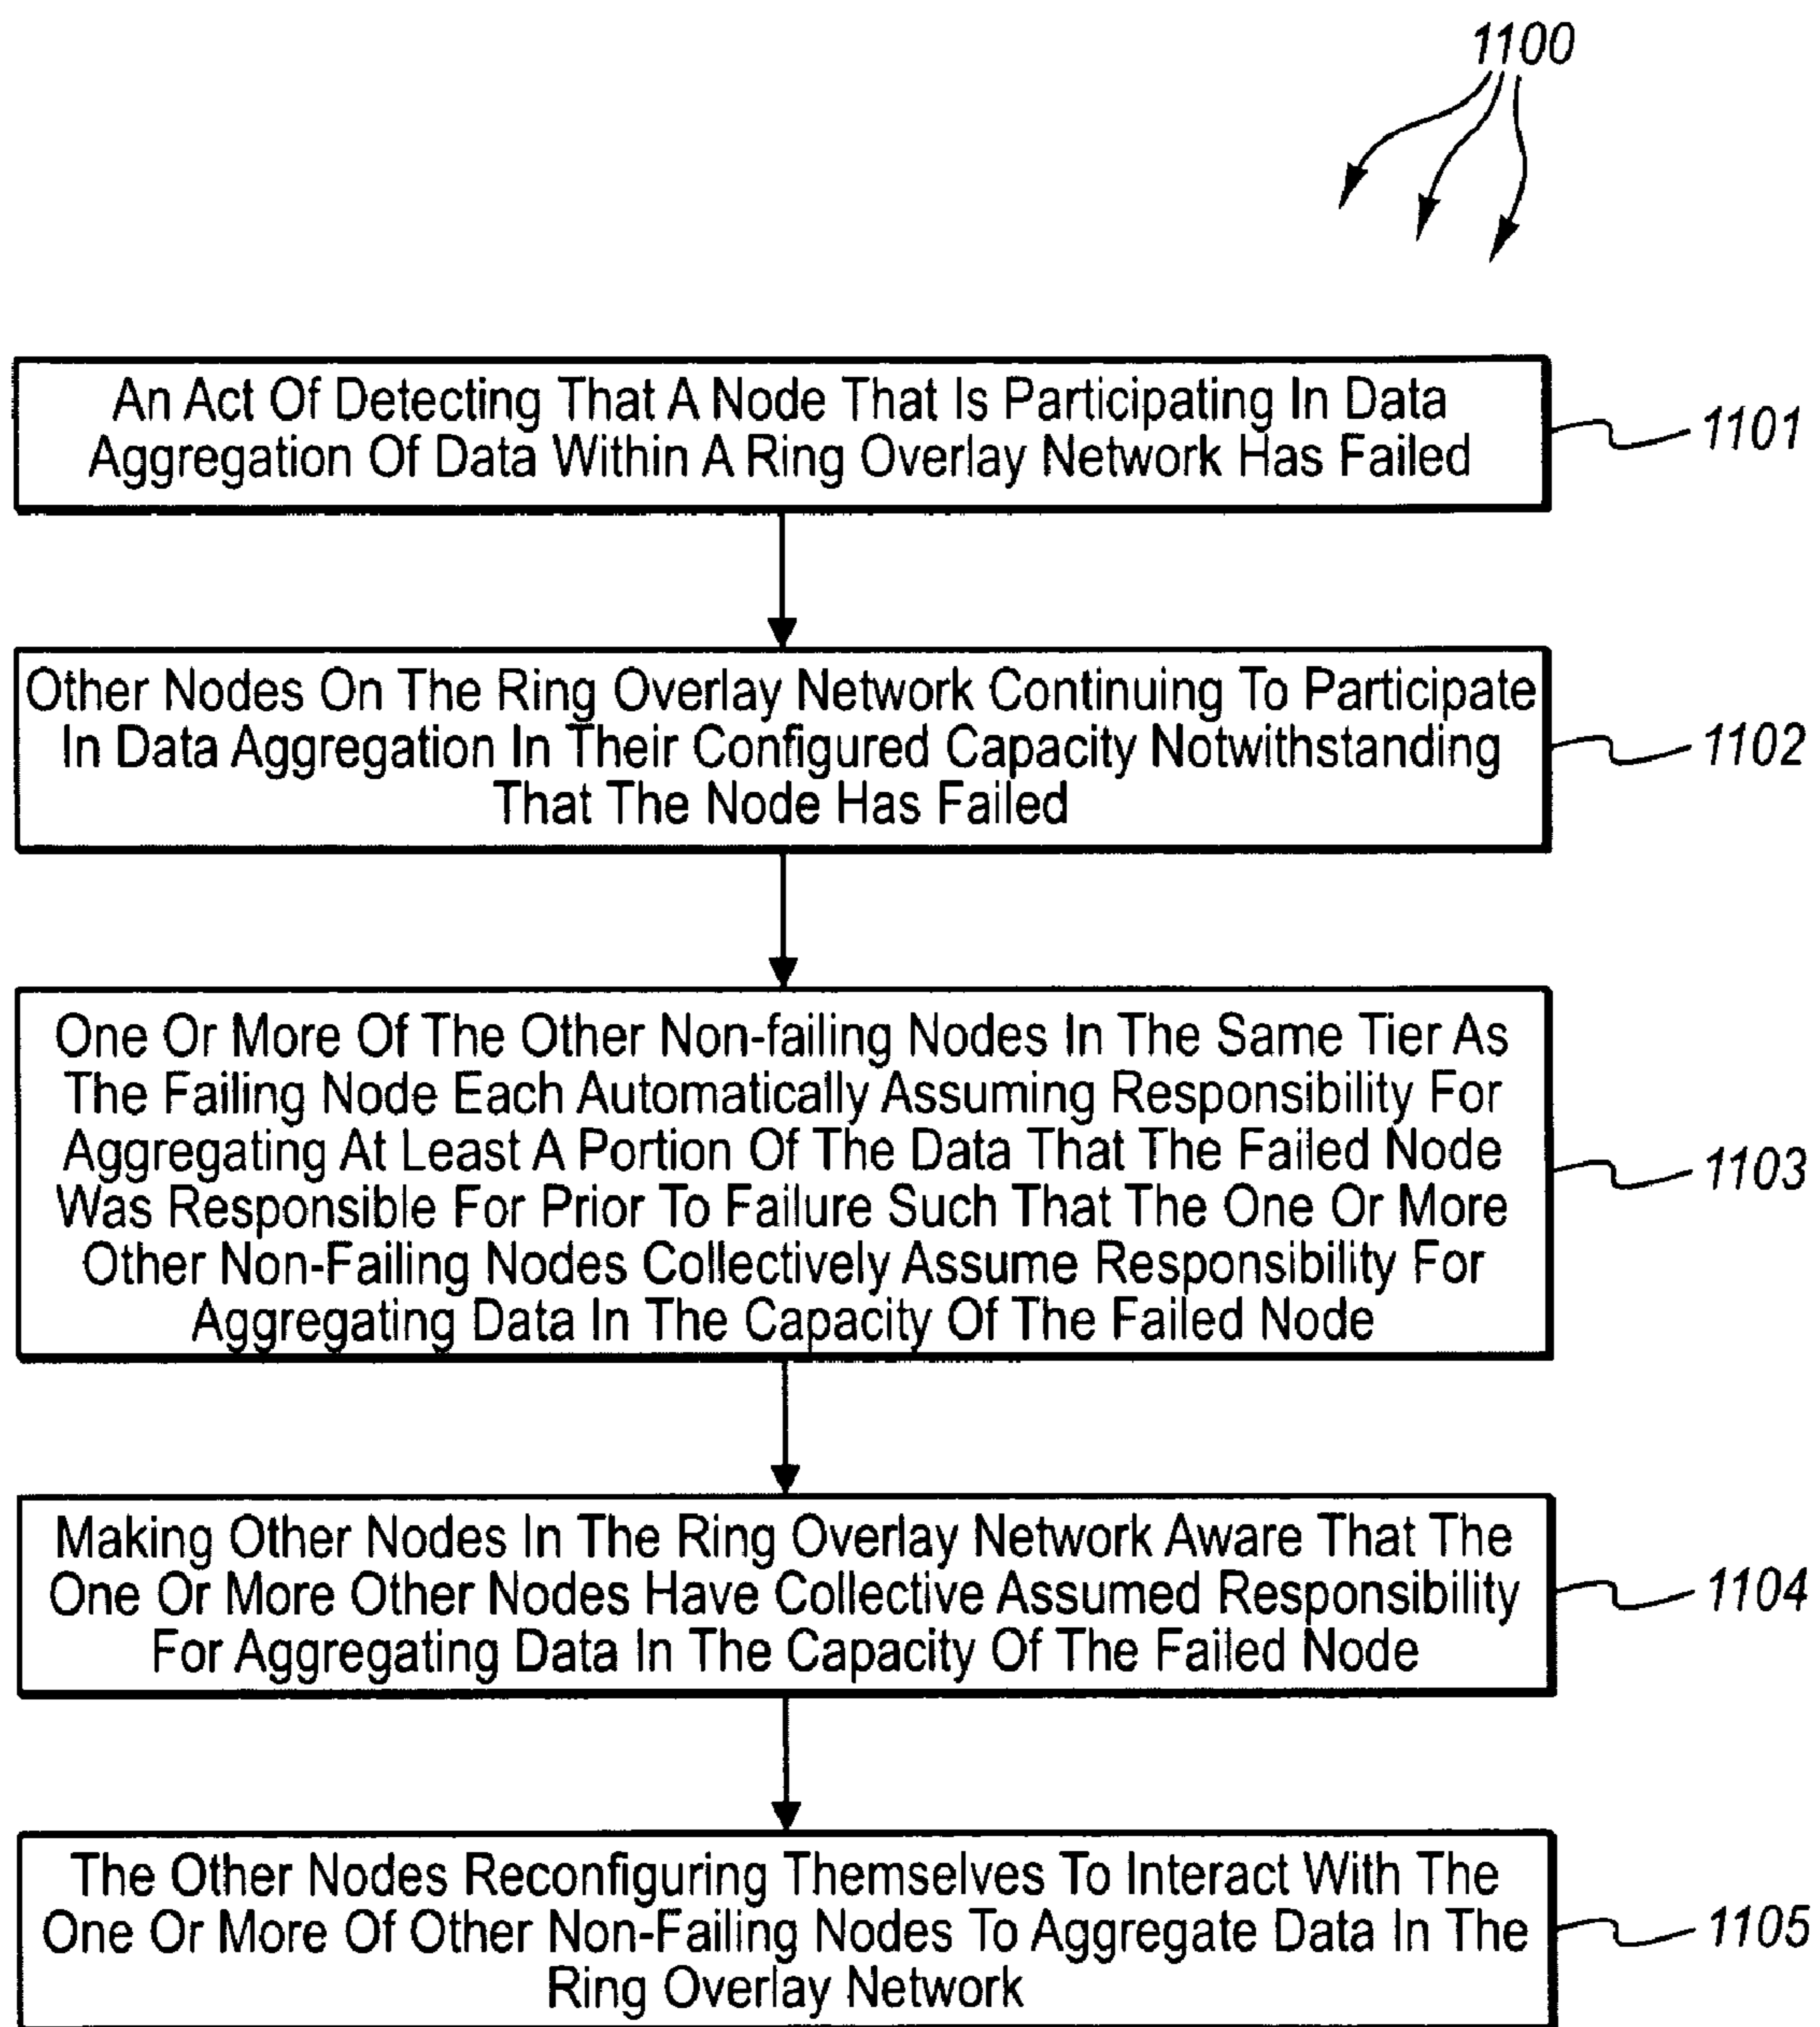 1100
An Act Of Detecting That A Node That Is Participating In Data
Aggregation Of Data Within A Ring Overlay Network Has Failed
1101
Other Nodes On The Ring Overlay Network Continuing To Participate
In Data Aggregation In Their Configured Capacity Notwithstanding
That The Node Has Failed
1102
One Or More Of The Other Non-failing Nodes In The Same Tier As
The Failing Node Each Automatically Assuming Responsibility For
Aggregating At Least A Portion Of The Data That The Failed Node
Was Responsible For Prior To Failure Such That The One Or More
Other Non-Failing Nodes Collectively Assume Responsibility For
Aggregating Data In The Capacity Of The Failed Node
1103
Making Other Nodes In The Ring Overlay Network Aware That The
One Or More Other Nodes Have Collective Assumed Responsibility
For Aggregating Data In The Capacity Of The Failed Node
1104
The Other Nodes Reconfiguring Themselves To Interact With The
One Or More Of Other Non-Failing Nodes To Aggregate Data In The
Ring Overlay Network
1105